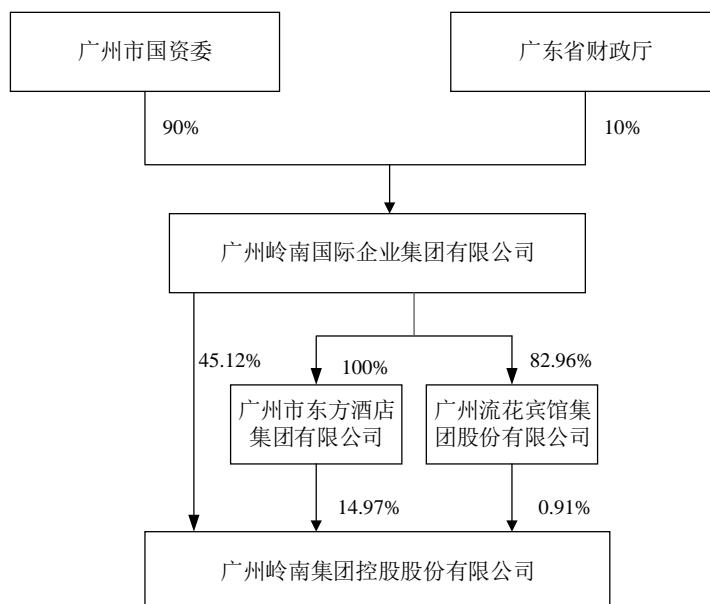 广州市国资委
广东省财政厅
90%
10%
广州岭南国际企业集团有限公司
45.12%
100%
82.96%
广州市东方酒店
集团有限公司
广州流花宾馆集
团股份有限公司
14.97%
0.91%
广州岭南集团控股股份有限公司